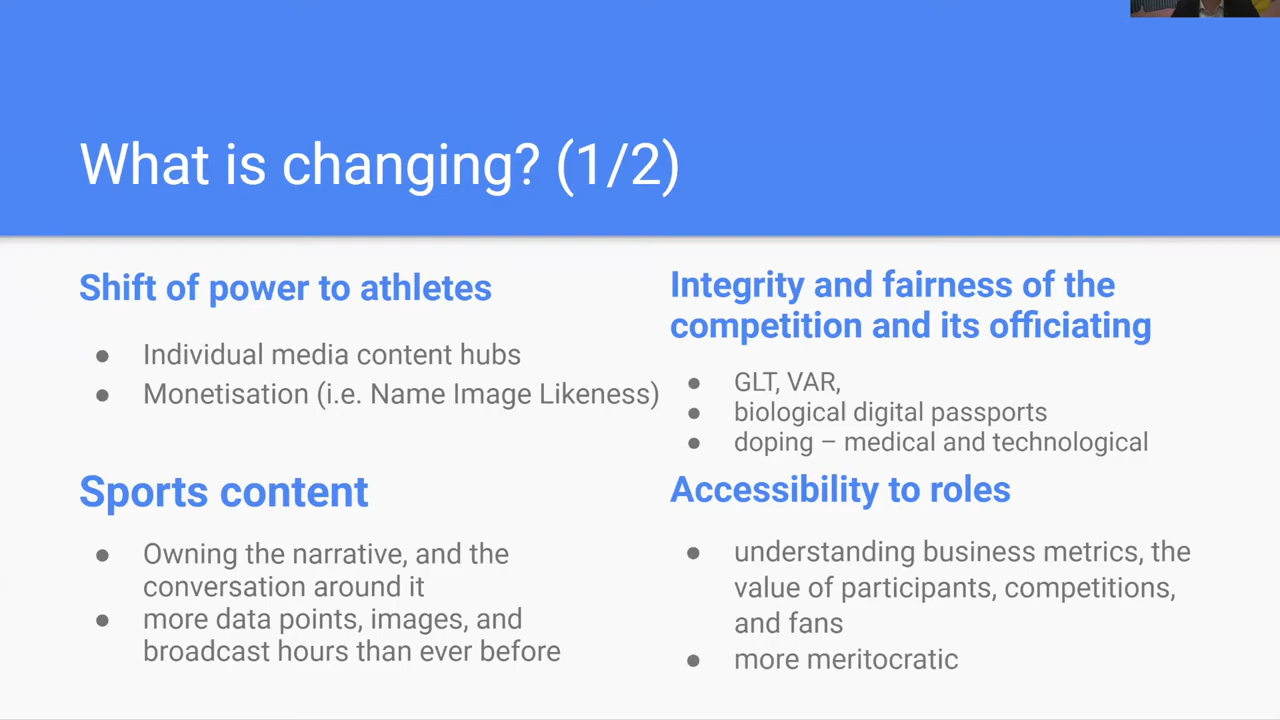 What is changing? (1/2)
Shift of power to athletes
● Individual media content hubs
● Monetisation (i.e. Name Image Likeness)
Sports content
● Owning the narrative, and the
conversation around it
● more data points, images, and
broadcast hours than ever before
Integrity and fairness of the
competition and its officiating
● GLT, VAR,
● biological digital passports
● doping – medical and technological
Accessibility to roles
● understanding business metrics, the
value of participants, competitions,
and fans
● more meritocratic